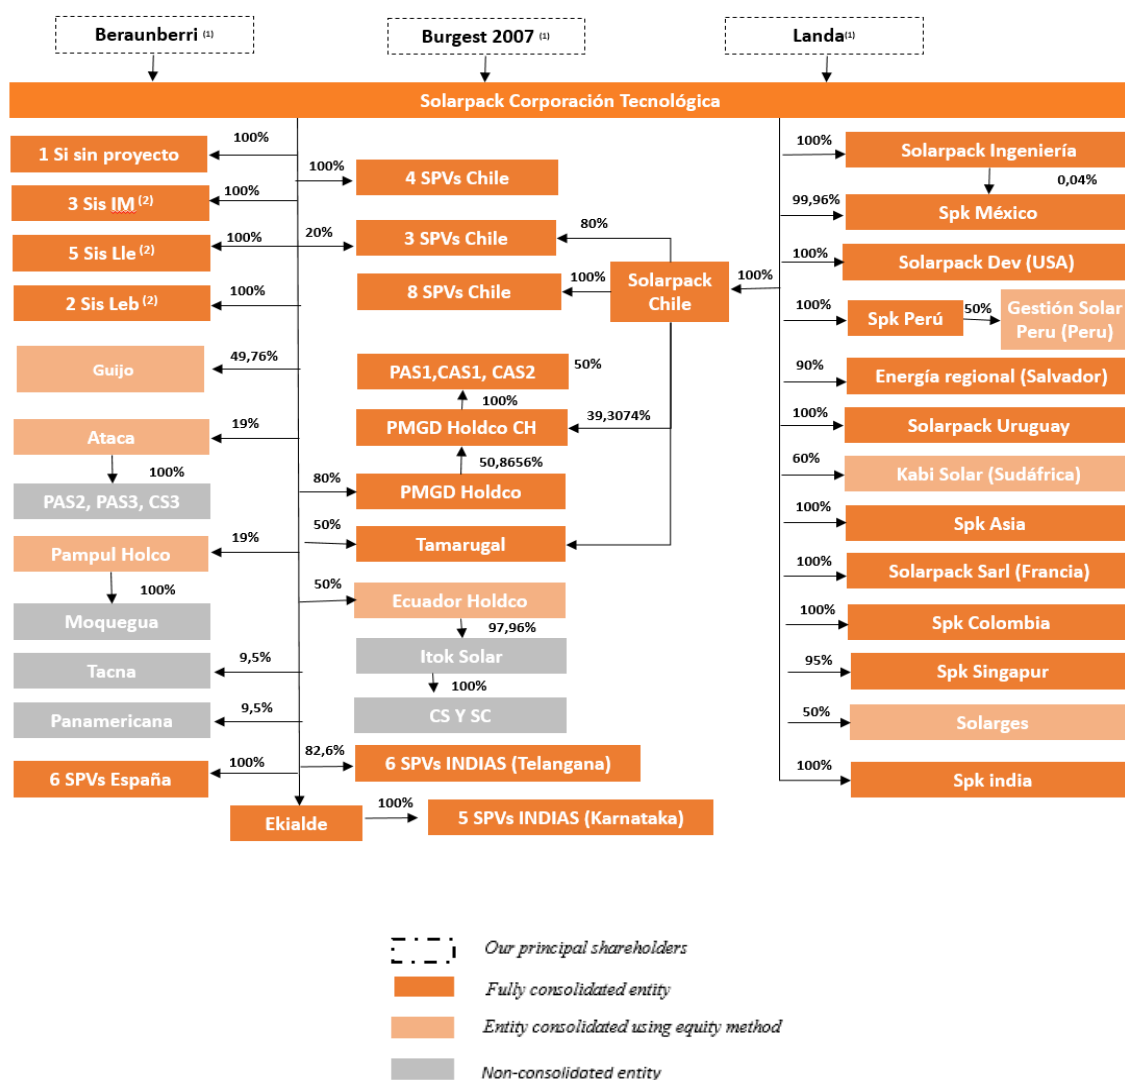 Beraunberri (1)
Burgest 2007 (1)
Landa(1)
Solarpack Corporación Tecnológica
1 Si sin proyecto
100%
3 Sis IM (2)
100%
5 Sis Lle (2)
100%
2 Sis Leb (2)
100%
Guijo
49,76%
Ataca
19%
100%
PAS2, PAS3, CS3
Pampul Holco
19%
100%
Moquegua
Tacna
9,5%
Panamericana
9,5%
6 SPVs España
100%
100%
4 SPVs Chile
20%
3 SPVs Chile
80%
8 SPVs Chile
100%
Solarpack
Chile
100%
PAS1,CAS1, CAS2
50%
100%
PMGD Holdco CH
39,3074%
50,8656%
80%
PMGD Holdco
50%
Tamarugal
50%
Ecuador Holdco
97,96%
Itok Solar
100%
CS Y SC
82,6%
6 SPVs INDIAS (Telangana)
Ekialde
100%
5 SPVs INDIAS (Karnataka)
100%
Solarpack Ingeniería
0,04%
99,96%
Spk México
100%
Solarpack Dev (USA)
100%
Spk Perú
50%
Gestión Solar
Peru (Peru)
90%
Energía regional (Salvador)
100%
Solarpack Uruguay
60%
Kabi Solar (Sudáfrica)
100%
Spk Asia
100%
Solarpack Sarl (Francia)
100%
Spk Colombia
95%
Spk Singapur
50%
Solarges
100%
Spk india
Our principal shareholders
Fully consolidated entity
Entity consolidated using equity method
Non-consolidated entity